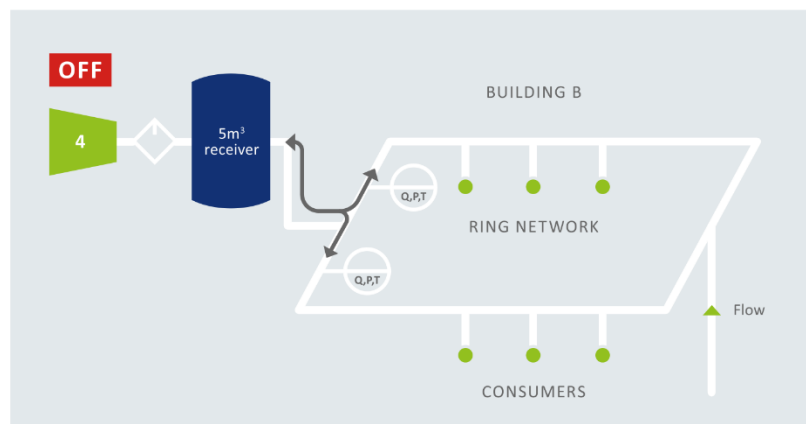 OFF
BUILDING B
4
5m³
receiver
Q,P,T
RING NETWORK
Q,P,T
Flow
CONSUMERS